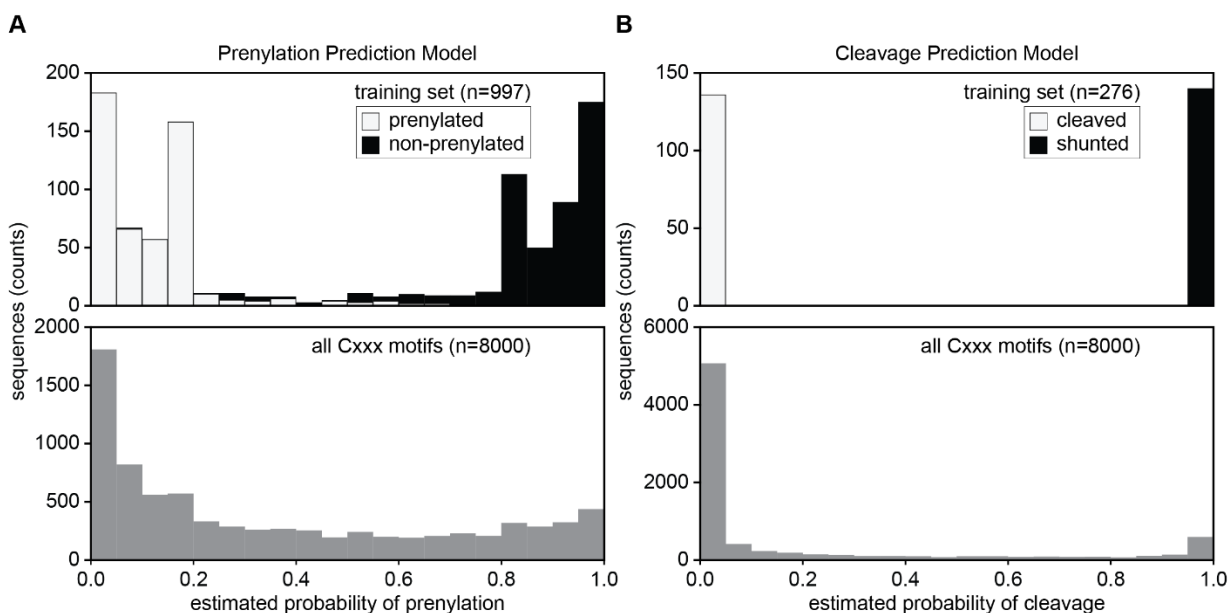 A
Prenylation Prediction Model
200
150
100
50
0
training set (n=997)
prenylated
non-prenylated
2000
1500
1000
500
0
all Cxxx motifs (n=8000)
sequences (counts)
0.0 0.2 0.4 0.6 0.8 1.0
estimated probability of prenylation
B
Cleavage Prediction Model
150
100
50
0
training set (n=276)
cleaved
shunted
6000
4000
2000
0
all Cxxx motifs (n=8000)
sequences (counts)
0.0 0.2 0.4 0.6 0.8 1.0
estimated probability of cleavage